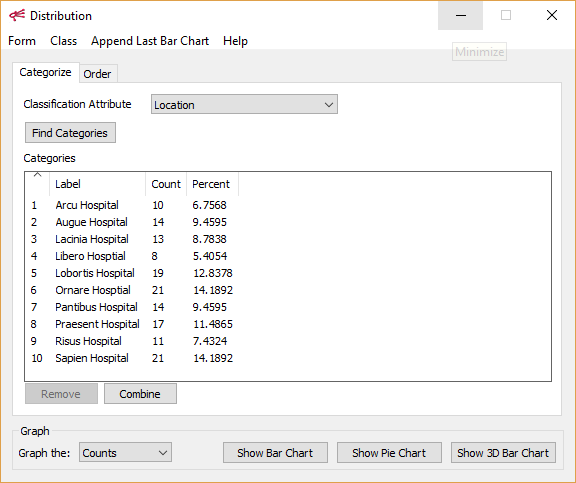 Distribution
Form Class Append Last Bar Chart Help
Minimize
Categorize Order
Classification Attribute Location
Find Categories
Categories
Label Count Percent
1 Arcu Hospital 10 6.7568
2 Augue Hospital 14 9.4595
3 Lacinia Hospital 13 8.7838
4 Libero Hosptial 8 5.4054
5 Lobortis Hospital 19 12.8378
6 Ornare Hosptial 21 14.1892
7 Pantibus Hospital 14 9.4595
8 Praesent Hospital 17 11.4865
9 Risus Hospital 11 7.4324
10 Sapien Hospital 21 14.1892
Remove Combine
Graph
Graph the: Counts Show Bar Chart Show Pie Chart Show 3D Bar Chart